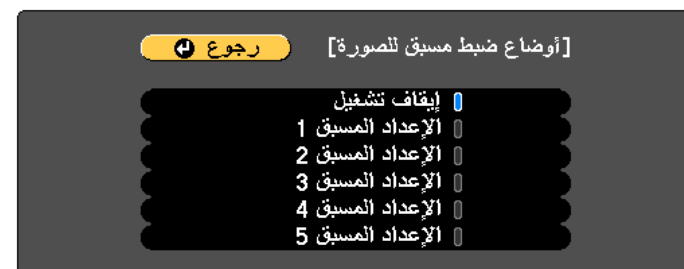 [أوضاع ضبط مسبق للصورة] رجوع
إيقاف تشغيل
الإعداد المسبق 1
الإعداد المسبق 2
الإعداد المسبق 3
الإعداد المسبق 4
الإعداد المسبق 5